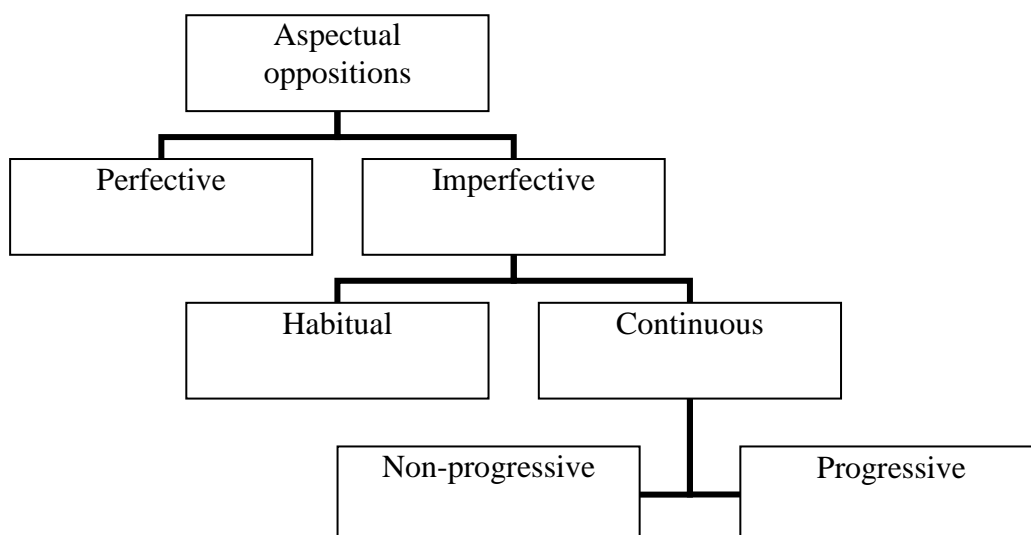 Aspectual
oppositions
Perfective
Imperfective
Habitual
Continuous
Non-progressive
Progressive